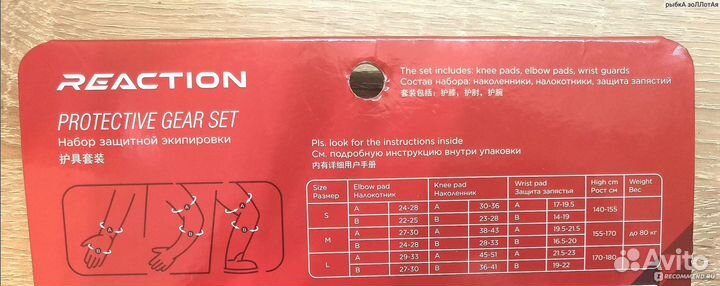 рыбкА зоЛЛотАя
REACTION
PROTECTIVE GEAR SET
Набор защитной экипировки
护具套装
The set includes: knee pads, elbow pads, wrist guards
Состав набора: наколенники, налокотники, защита запястий
套装包括: 护膝, 护肘, 护腕
Pls. look for the instructions inside
См. подробную инструкцию внутри упаковки
内有详细用户手册
A
B
A
B
A
B
Size Elbow pad Knee pad Wrist pad High cm Weight
Размер Налокотник Наколенник Защита запястья Рост см Вес
S A 24-28 A 30-36 A 17-19.5 140-155
B 22-25 B 23-28 B 14-19
M A 27-30 A 38-43 A 19.5-21.5 155-170 до 80 кг
B 24-28 B 28-33 B 16.5-20
L A 29-33 A 45-51 A 21.5-23 170-180
B 27-30 B 36-41 B 19-22
Avito
IRECOMMEND.RU